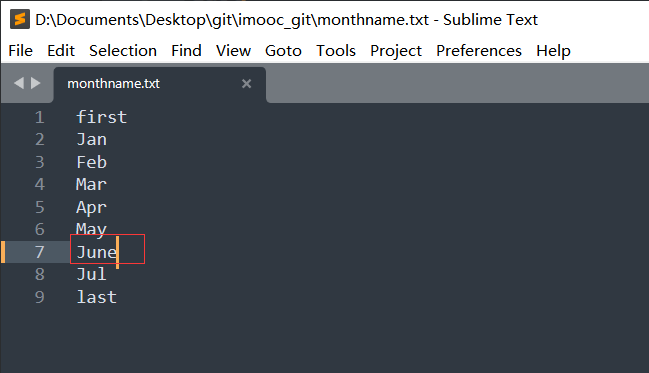 D:\Documents\Desktop\git\imooc_git\monthname.txt - Sublime Text
File Edit Selection Find View Goto Tools Project Preferences Help
monthname.txt
1 first
2 Jan
3 Feb
4 Mar
5 Apr
6 May
7 June
8 Jul
9 last